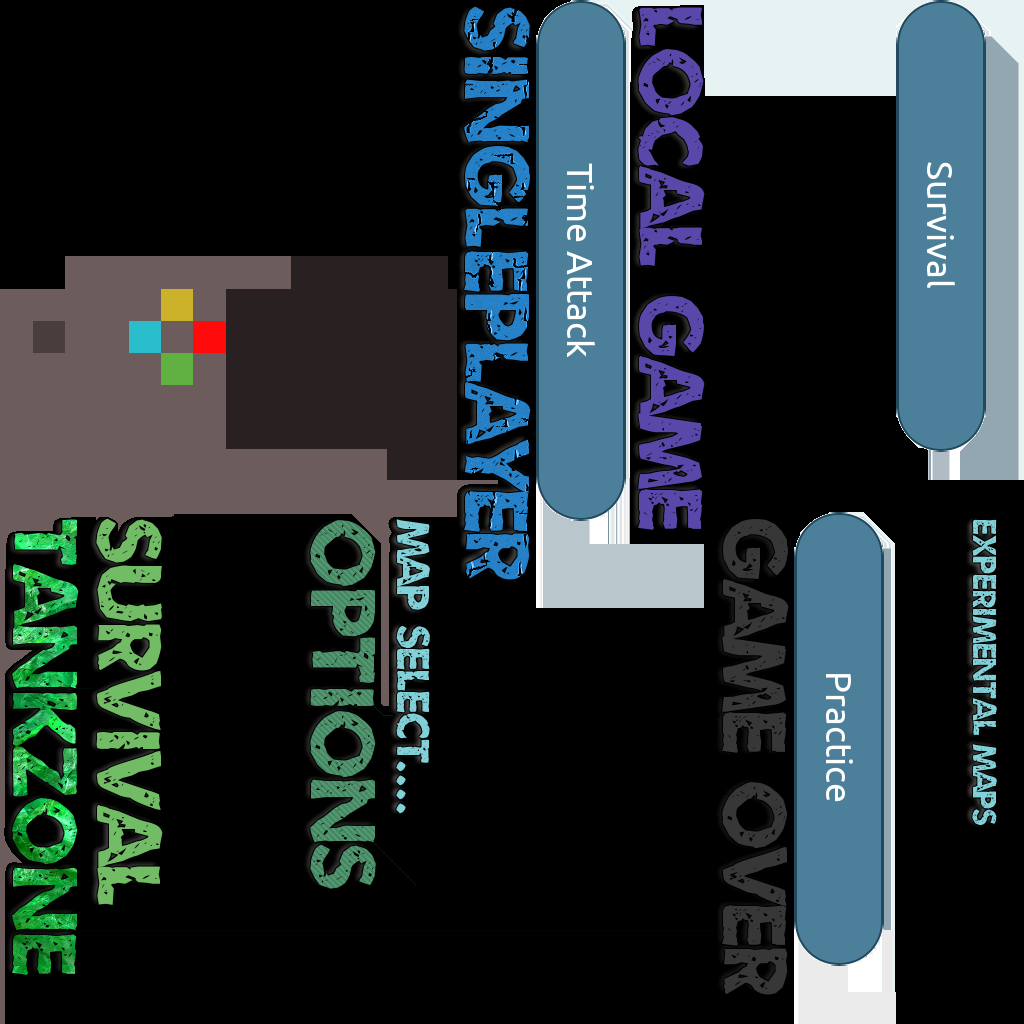 SINGLEPLAYER
Time Attack
LOCAL GAME
Survival
TANKZONE
SURVIVAL
OPTIONS
MAP SELECT.....
GAME OVER
Practice
EXPERIMENTAL MAPS